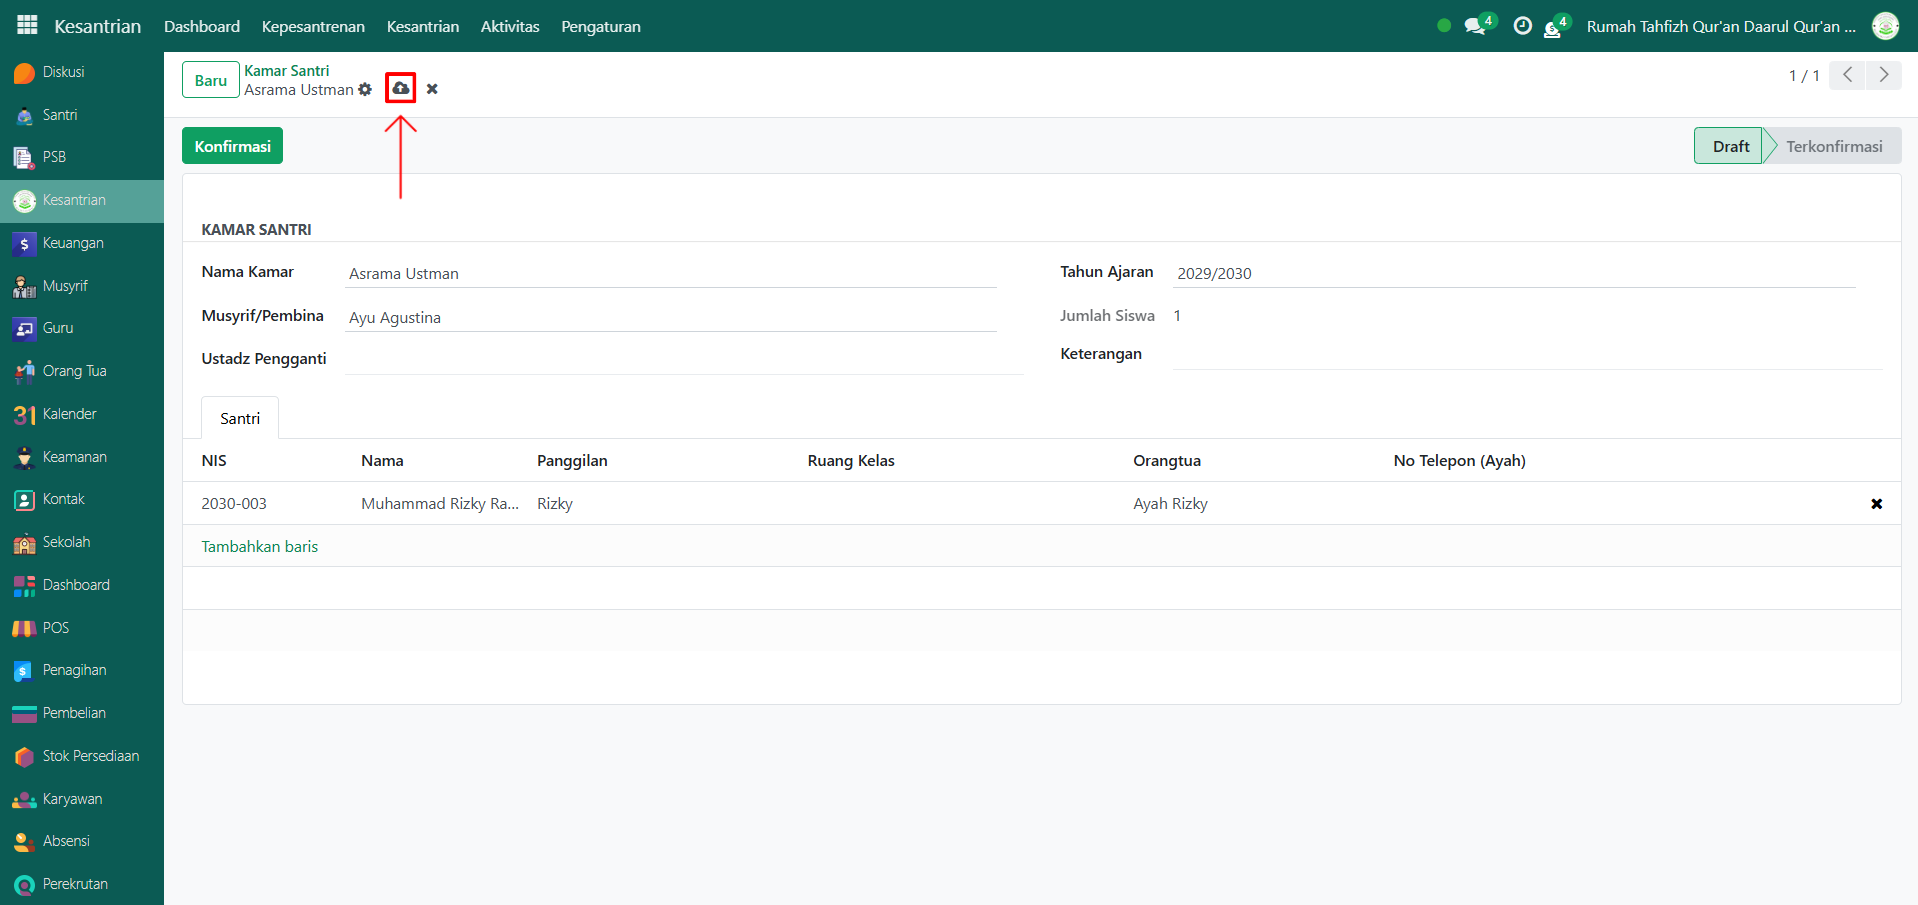 Kesantrian Dashboard Kepesantrenan Kesantrian Aktivitas Pengaturan 4 4 Rumah Tahfizh Qur'an Daarul Qur'an ...
Diskusi
Santri
PSB
Kesantrian
Keuangan
Musyrif
Guru
Orang Tua
31 Kalender
Keamanan
Kontak
Sekolah
Dashboard
POS
Penagihan
Pembelian
Stok Persediaan
Karyawan
Absensi
Perekrutan
Baru
Kamar Santri
Asrama Ustman
1 / 1
Konfirmasi
Draft Terkonfirmasi
KAMAR SANTRI
Nama Kamar Asrama Ustman
Musyrif/Pembina Ayu Agustina
Ustadz Pengganti
Tahun Ajaran 2029/2030
Jumlah Siswa 1
Keterangan
Santri
NIS Nama Panggilan Ruang Kelas Orangtua No Telepon (Ayah)
2030-003 Muhammad Rizky Ra... Rizky Ayah Rizky
Tambahkan baris